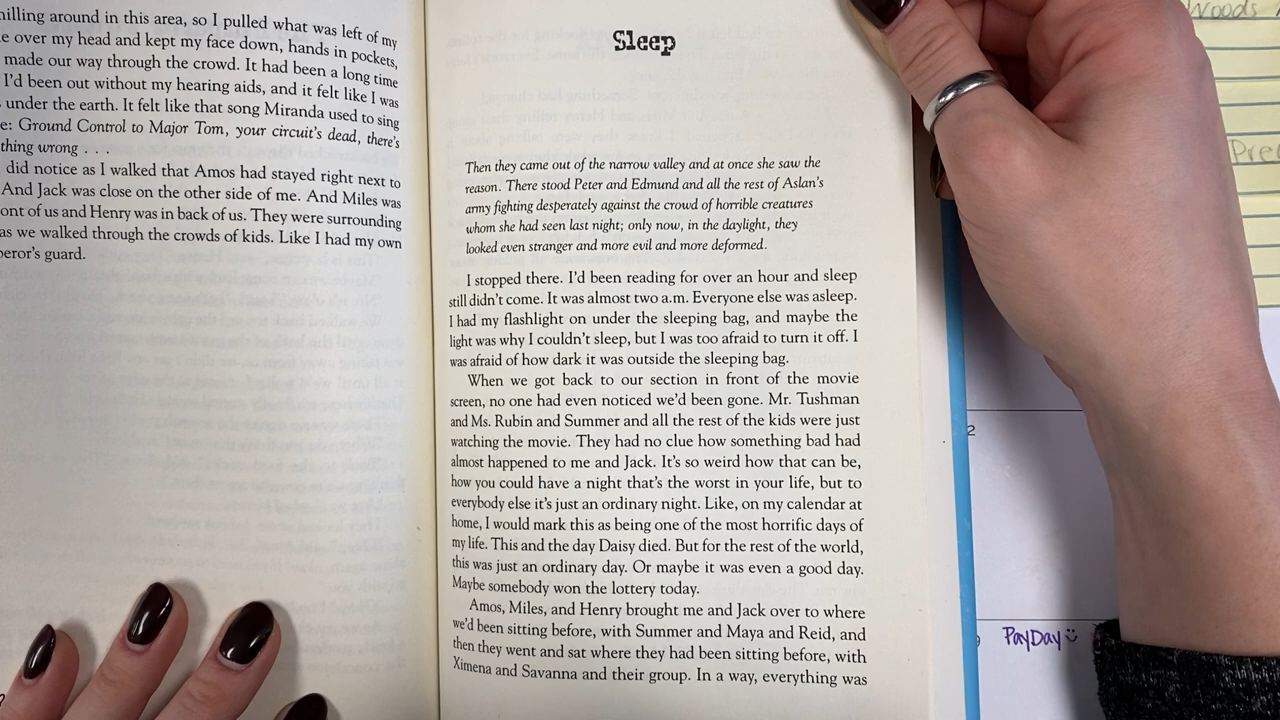 nilling around in this area, so I pulled what was left of my
e over my head and kept my face down, hands in pockets,
made our way through the crowd. It had been a long time
I'd been out without my hearing aids, and it felt like I was
under the earth. It felt like that song Miranda used to sing
e: Ground Control to Major Tom, your circuit's dead, there's
thing wrong . . .
did notice as I walked that Amos had stayed right next to
And Jack was close on the other side of me. And Miles was
ont of us and Henry was in back of us. They were surrounding
as we walked through the crowds of kids. Like I had my own
peror's guard.
Sleep
Then they came out of the narrow valley and at once she saw the
reason. There stood Peter and Edmund and all the rest of Aslan's
army fighting desperately against the crowd of horrible creatures
whom she had seen last night; only now, in the daylight, they
looked even stranger and more evil and more deformed.
I stopped there. I'd been reading for over an hour and sleep
still didn't come. It was almost two a.m. Everyone else was asleep.
I had my flashlight on under the sleeping bag, and maybe the
light was why I couldn't sleep, but I was too afraid to turn it off. I
was afraid of how dark it was outside the sleeping bag.
When we got back to our section in front of the movie
screen, no one had even noticed we'd been gone. Mr. Tushman
and Ms. Rubin and Summer and all the rest of the kids were just
watching the movie. They had no clue how something bad had
almost happened to me and Jack. It's so weird how that can be,
how you could have a night that's the worst in your life, but to
everybody else it's just an ordinary night. Like, on my calendar at
home, I would mark this as being one of the most horrific days of
my life. This and the day Daisy died. But for the rest of the world,
this was just an ordinary day. Or maybe it was even a good day.
Maybe somebody won the lottery today.
Amos, Miles, and Henry brought me and Jack over to where
we'd been sitting before, with Summer and Maya and Reid, and
then they went and sat where they had been sitting before, with
Ximena and Savanna and their group. In a way, everything was
Woods
Pre
2
PayDay